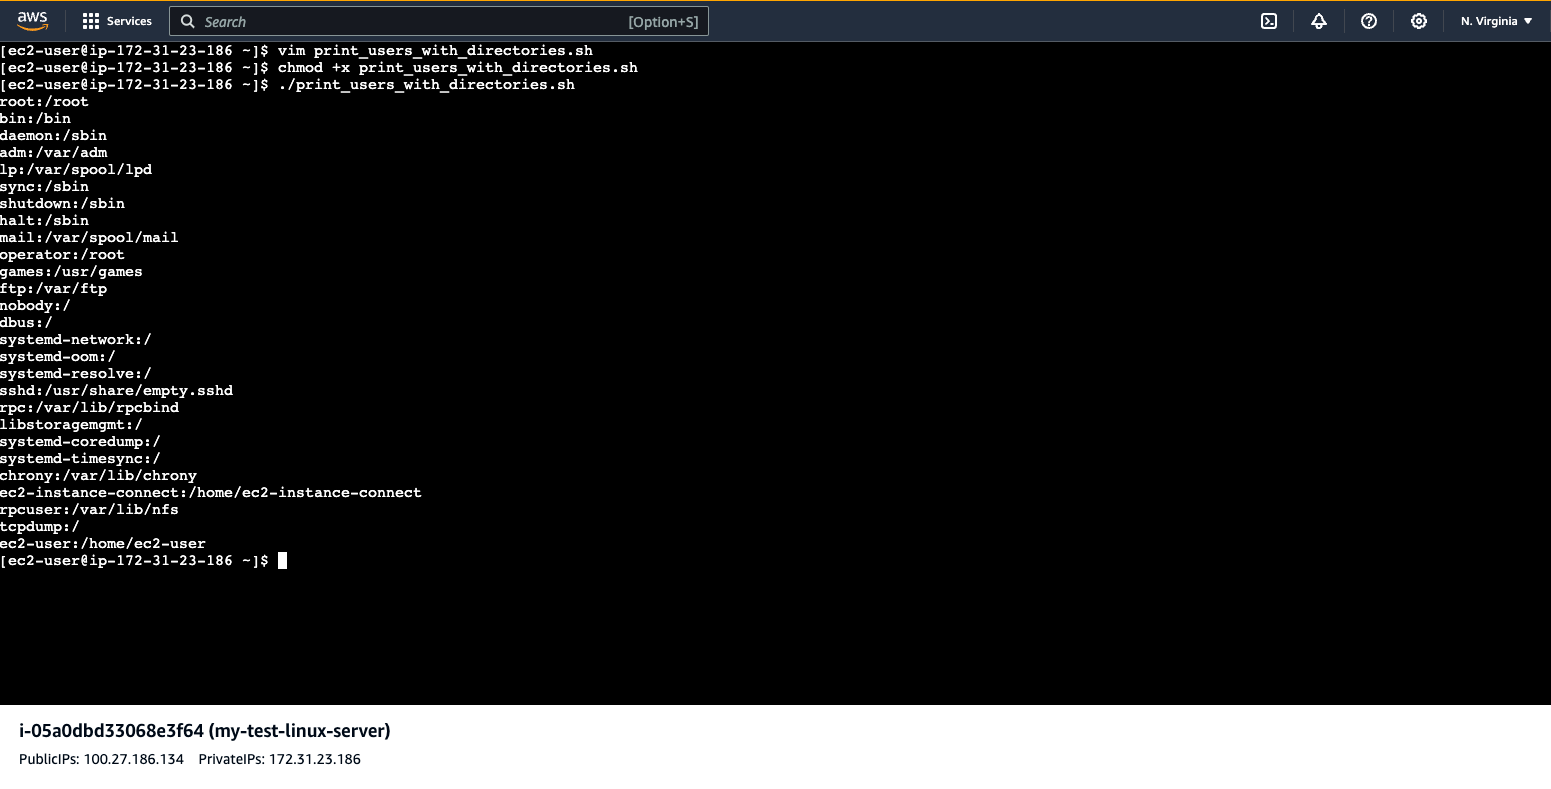 aws Services Search [Option+S] N. Virginia
[ec2-user@ip-172-31-23-186 ~]$ vim print_users_with_directories.sh
[ec2-user@ip-172-31-23-186 ~]$ chmod +x print_users_with_directories.sh
[ec2-user@ip-172-31-23-186 ~]$ ./print_users_with_directories.sh
root:/root
bin:/bin
daemon:/sbin
adm:/var/adm
lp:/var/spool/lpd
sync:/sbin
shutdown:/sbin
halt:/sbin
mail:/var/spool/mail
operator:/root
games:/usr/games
ftp:/var/ftp
nobody:/
dbus:/
systemd-network:/
systemd-oom:/
systemd-resolve:/
sshd:/usr/share/empty.sshd
rpc:/var/lib/rpcbind
libstoragemgmt:/
systemd-coredump:/
systemd-timesync:/
chrony:/var/lib/chrony
ec2-instance-connect:/home/ec2-instance-connect
rpcuser:/var/lib/nfs
tcpdump:/
ec2-user:/home/ec2-user
[ec2-user@ip-172-31-23-186 ~]$
i-05a0dbd33068e3f64 (my-test-linux-server)
PublicIPs: 100.27.186.134 PrivateIPs: 172.31.23.186